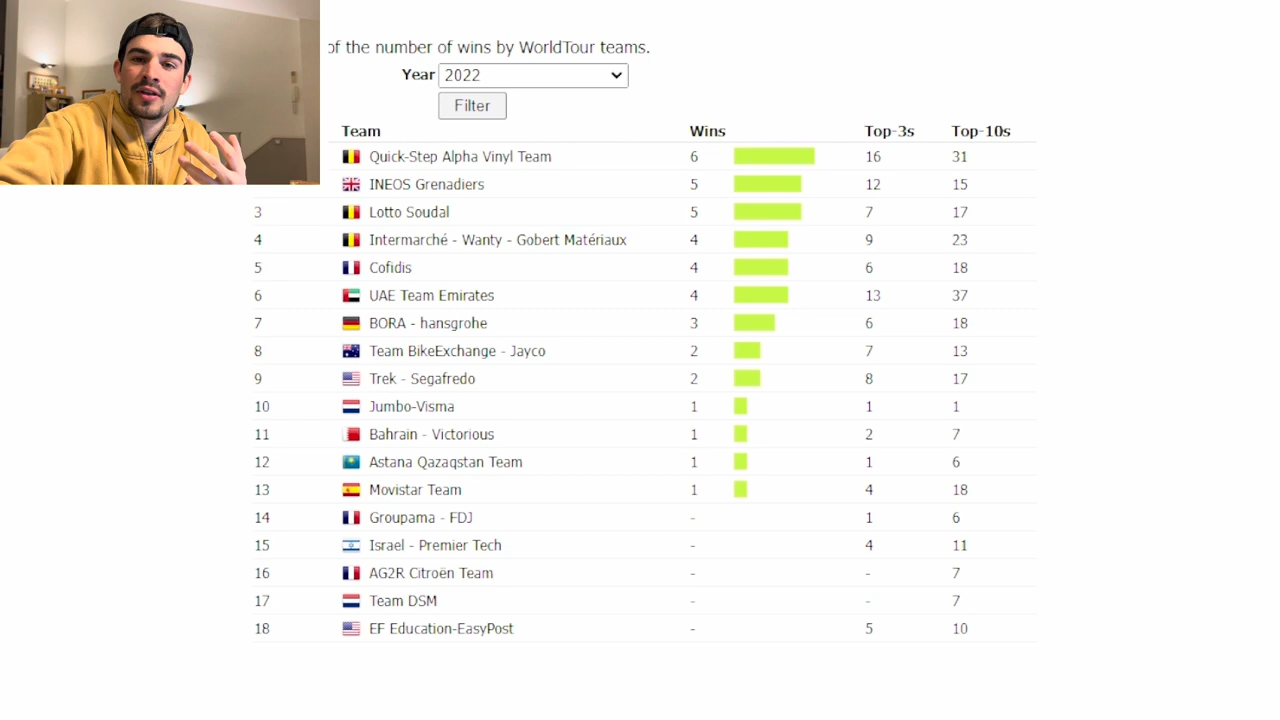 of the number of wins by WorldTour teams.
Year 2022
Filter
Team Wins Top-3s Top-10s
Quick-Step Alpha Vinyl Team 6 16 31
INEOS Grenadiers 5 12 15
3 Lotto Soudal 5 7 17
4 Intermarché - Wanty - Gobert Matériaux 4 9 23
5 Cofidis 4 6 18
6 UAE Team Emirates 4 13 37
7 BORA - hansgrohe 3 6 18
8 Team BikeExchange - Jayco 2 7 13
9 Trek - Segafredo 2 8 17
10 Jumbo-Visma 1 1 1
11 Bahrain - Victorious 1 2 7
12 Astana Qazaqstan Team 1 1 6
13 Movistar Team 1 4 18
14 Groupama - FDJ - 1 6
15 Israel - Premier Tech - 4 11
16 AG2R Citroën Team - - 7
17 Team DSM - - 7
18 EF Education-EasyPost - 5 10